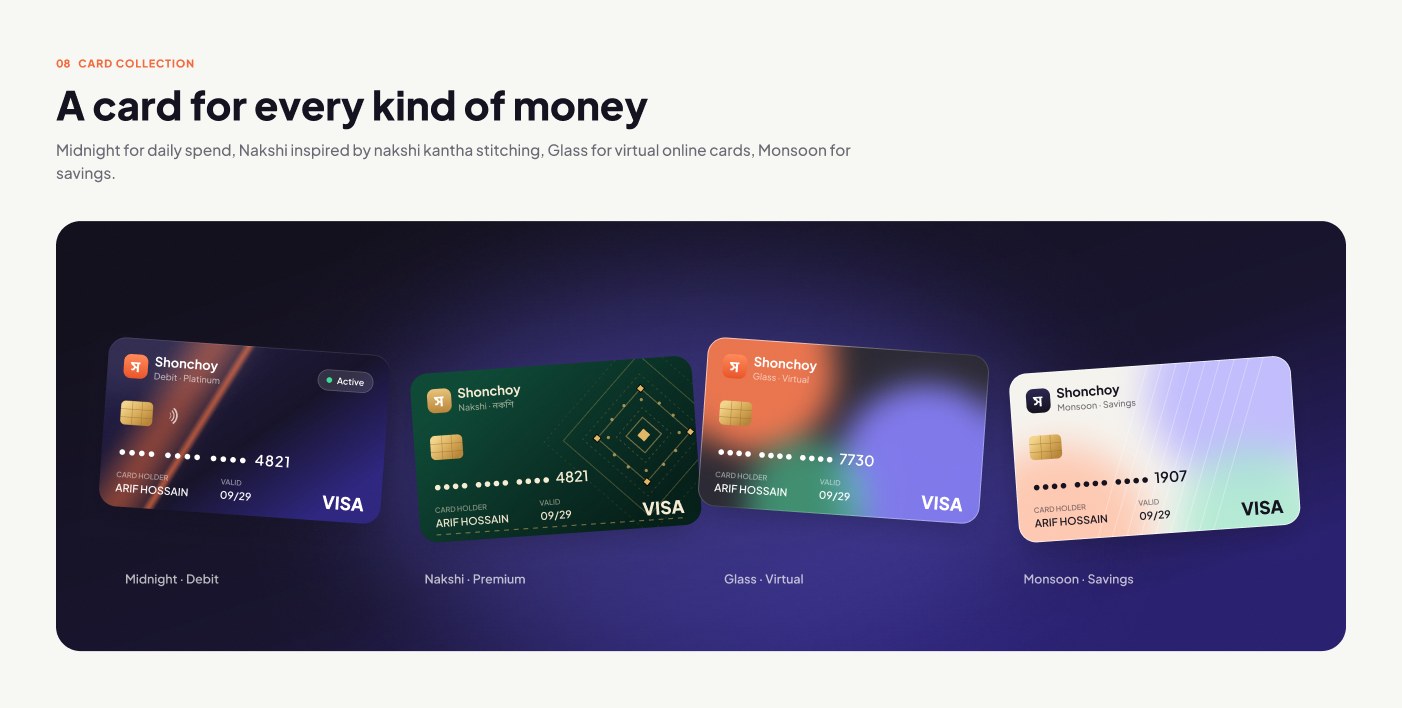 08 CARD COLLECTION
A card for every kind of money
Midnight for daily spend, Nakshi inspired by nakshi kantha stitching, Glass for virtual online cards, Monsoon for
savings.
স
Shonchoy
Debit · Platinum
Active
•••• •••• •••• 4821
CARD HOLDER
ARIF HOSSAIN
VALID
09/29
VISA
Midnight · Debit
স
Shonchoy
Nakshi · নকশি
•••• •••• •••• 4821
CARD HOLDER
ARIF HOSSAIN
VALID
09/29
VISA
Nakshi · Premium
স
Shonchoy
Glass · Virtual
•••• •••• •••• 7730
CARD HOLDER
ARIF HOSSAIN
VALID
09/29
VISA
Glass · Virtual
স
Shonchoy
Monsoon · Savings
•••• •••• •••• 1907
CARD HOLDER
ARIF HOSSAIN
VALID
09/29
VISA
Monsoon · Savings